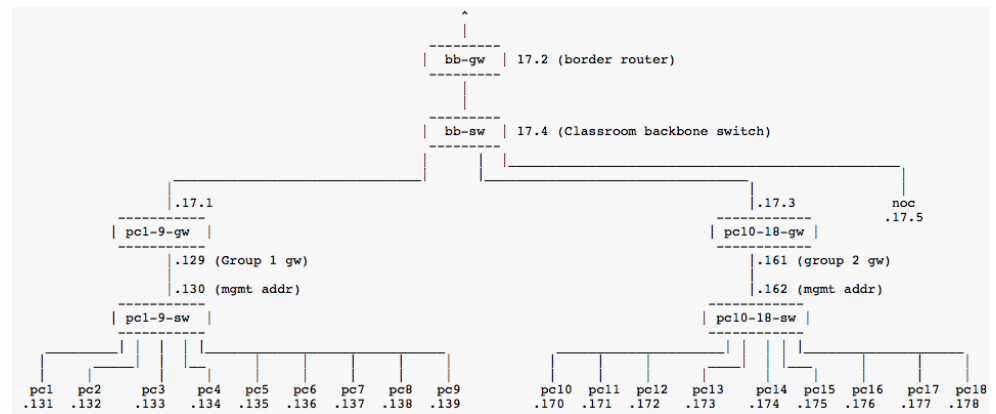 ^
bb-gw 17.2 (border router)
bb-sw 17.4 (Classroom backbone switch)
.17.1 .17.3 noc
.17.5
pc1-9-gw pc10-18-gw
.129 (Group 1 gw) .161 (group 2 gw)
.130 (mgmt addr) .162 (mgmt addr)
pc1-9-sw pc10-18-sw
pc1 pc2 pc3 pc4 pc5 pc6 pc7 pc8 pc9 pc10 pc11 pc12 pc13 pc14 pc15 pc16 pc17 pc18
.131 .132 .133 .134 .135 .136 .137 .138 .139 .170 .171 .172 .173 .174 .175 .176 .177 .178